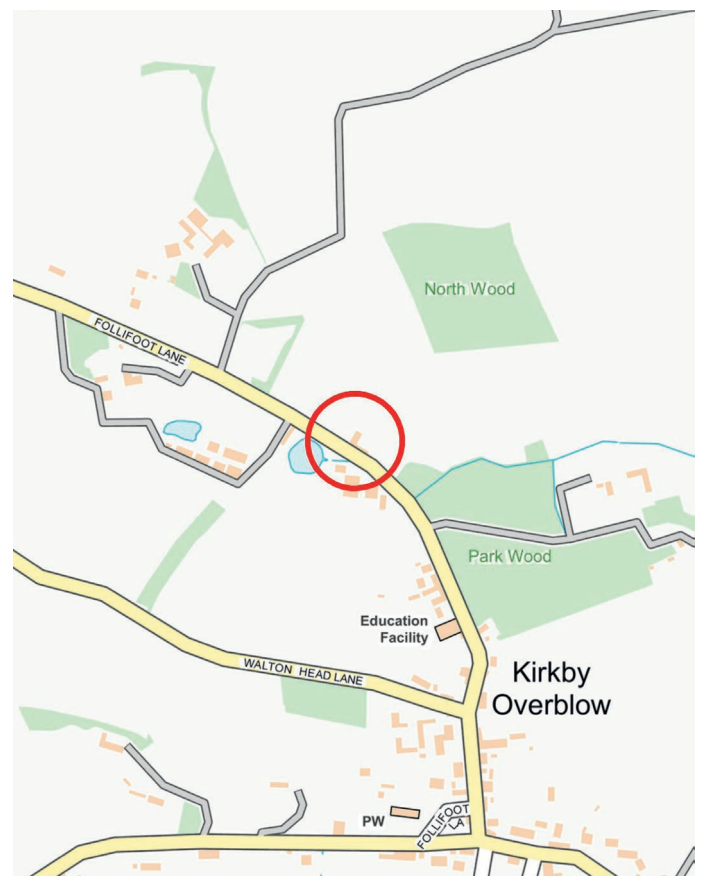 North Wood
FOLLIFOOT LANE
Park Wood
Education
Facility
WALTON HEAD LANE
Kirkby
Overblow
PW
FOLLIFOOT
LA